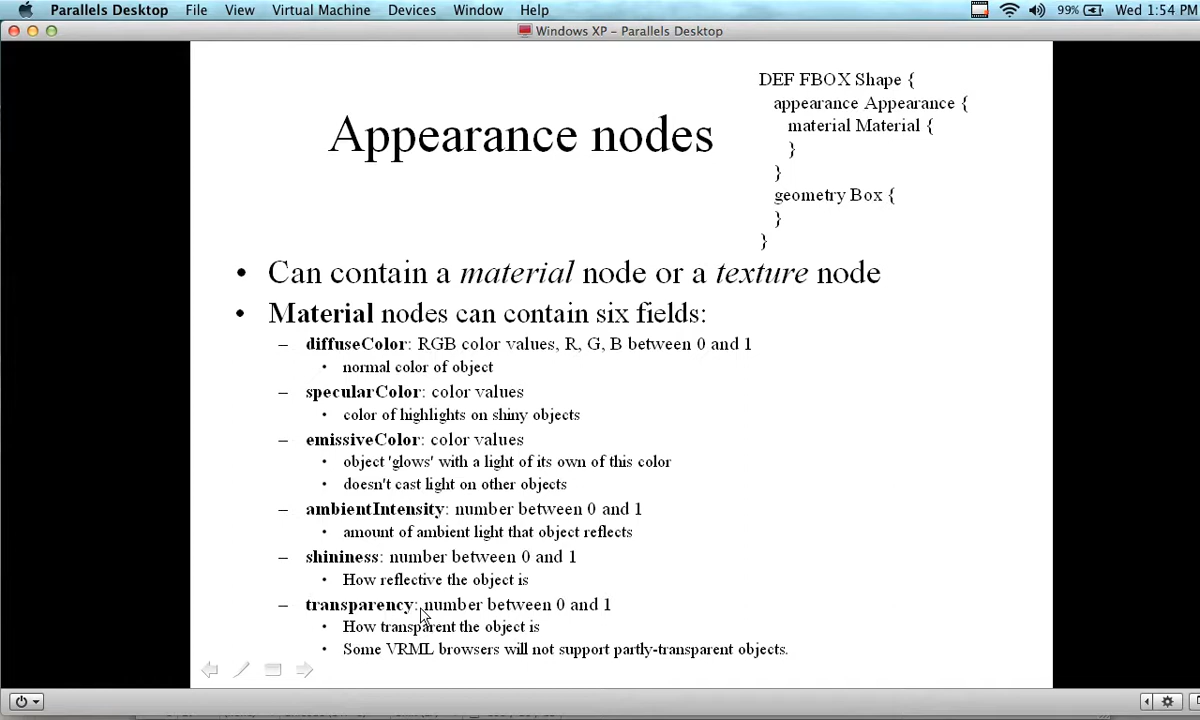 Parallels Desktop File View Virtual Machine Devices Window Help 99% Wed 1:54 PM
Windows XP - Parallels Desktop
DEF FBOX Shape {
appearance Appearance {
material Material {
}
}
geometry Box {
}
}
Appearance nodes
• Can contain a material node or a texture node
• Material nodes can contain six fields:
– diffuseColor: RGB color values, R, G, B between 0 and 1
• normal color of object
– specularColor: color values
• color of highlights on shiny objects
– emissiveColor: color values
• object 'glows' with a light of its own of this color
• doesn't cast light on other objects
– ambientIntensity: number between 0 and 1
• amount of ambient light that object reflects
– shininess: number between 0 and 1
• How reflective the object is
– transparency: number between 0 and 1
• How transparent the object is
• Some VRML browsers will not support partly-transparent objects.